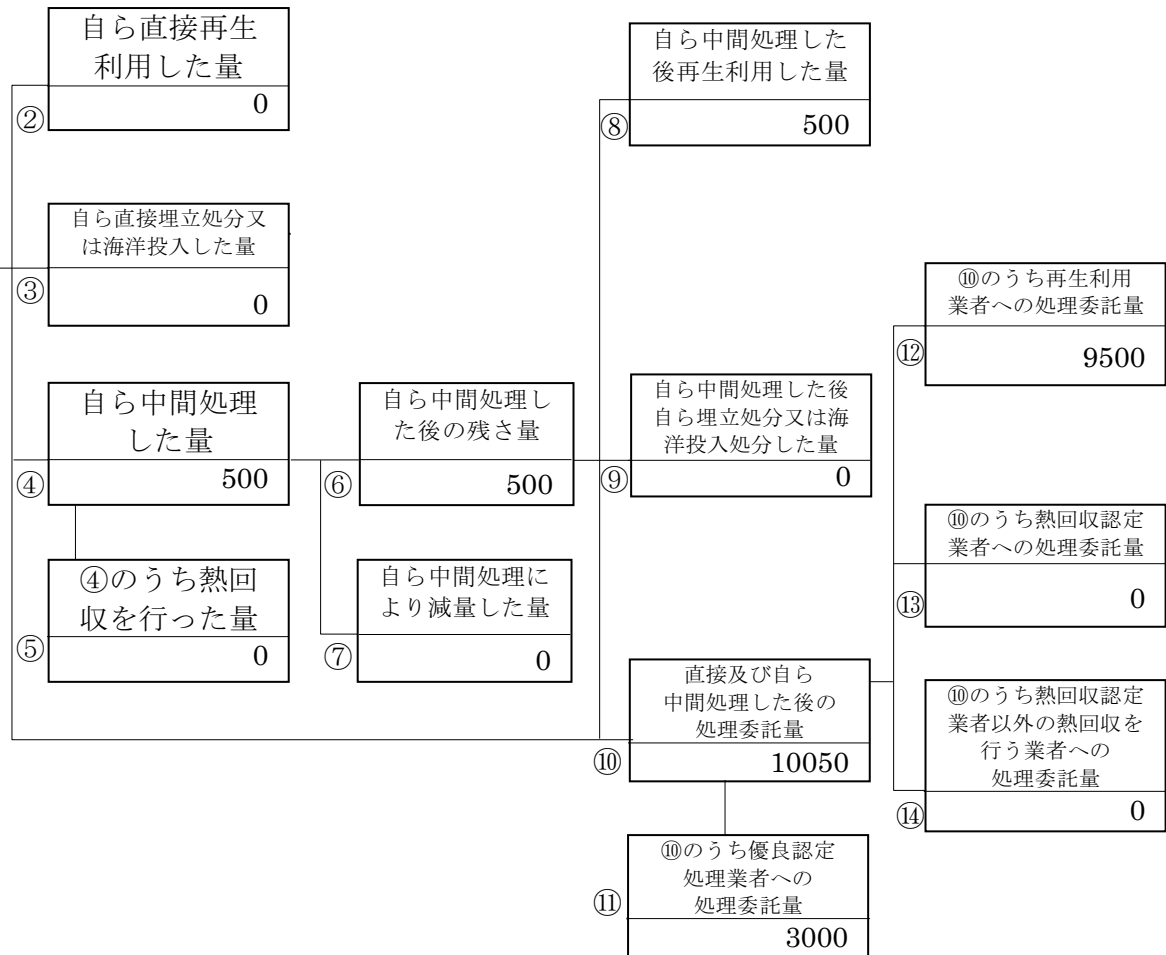 自ら直接再生
利用した量
②
0
自ら直接埋立処分又
は海洋投入した量
③
0
自ら中間処理
した量
④
500
④のうち熱回
収を行った量
⑤
0
自ら中間処理し
た後の残さ量
⑥
500
自ら中間処理に
より減量した量
⑦
0
自ら中間処理した
後再生利用した量
⑧
500
自ら中間処理した後
自ら埋立処分又は海
洋投入処分した量
⑨
0
直接及び自ら
中間処理した後の
処理委託量
⑩
10050
⑩のうち優良認定
処理業者への
処理委託量
⑪
3000
⑩のうち再生利用
業者への処理委託量
⑫
9500
⑩のうち熱回収認定
業者への処理委託量
⑬
0
⑩のうち熱回収認定
業者以外の熱回収を
行う業者への
処理委託量
⑭
0